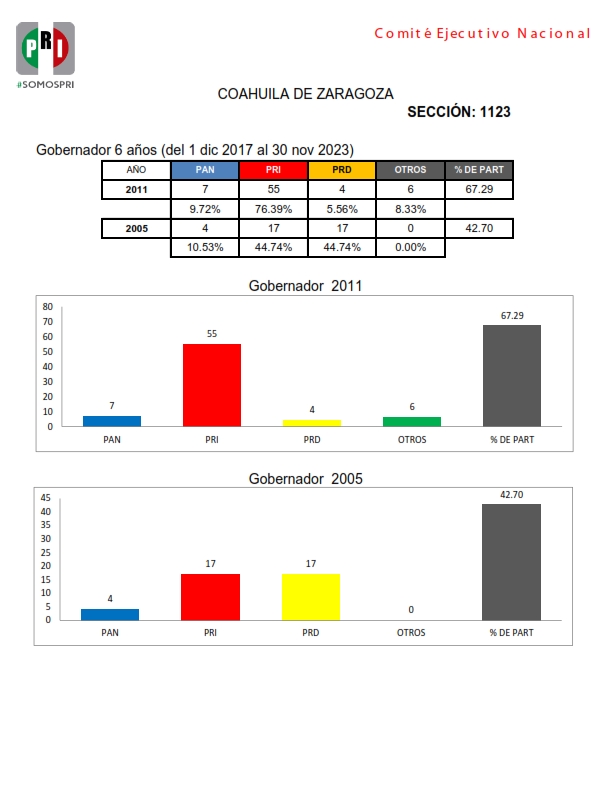 PRI
#SOMOSPRI
Comité Ejecutivo Nacional
COAHUILA DE ZARAGOZA
SECCIÓN: 1123
Gobernador 6 años (del 1 dic 2017 al 30 nov 2023)
AÑO PAN PRI PRD OTROS % DE PART
2011 7 55 4 6 67.29
9.72% 76.39% 5.56% 8.33%
2005 4 17 17 0 42.70
10.53% 44.74% 44.74% 0.00%
Gobernador 2011
80
70
60
50
40
30
20
10
0
7 55 4 6 67.29
PAN PRI PRD OTROS % DE PART
Gobernador 2005
45
40
35
30
25
20
15
10
5
0
4 17 17 0 42.70
PAN PRI PRD OTROS % DE PART